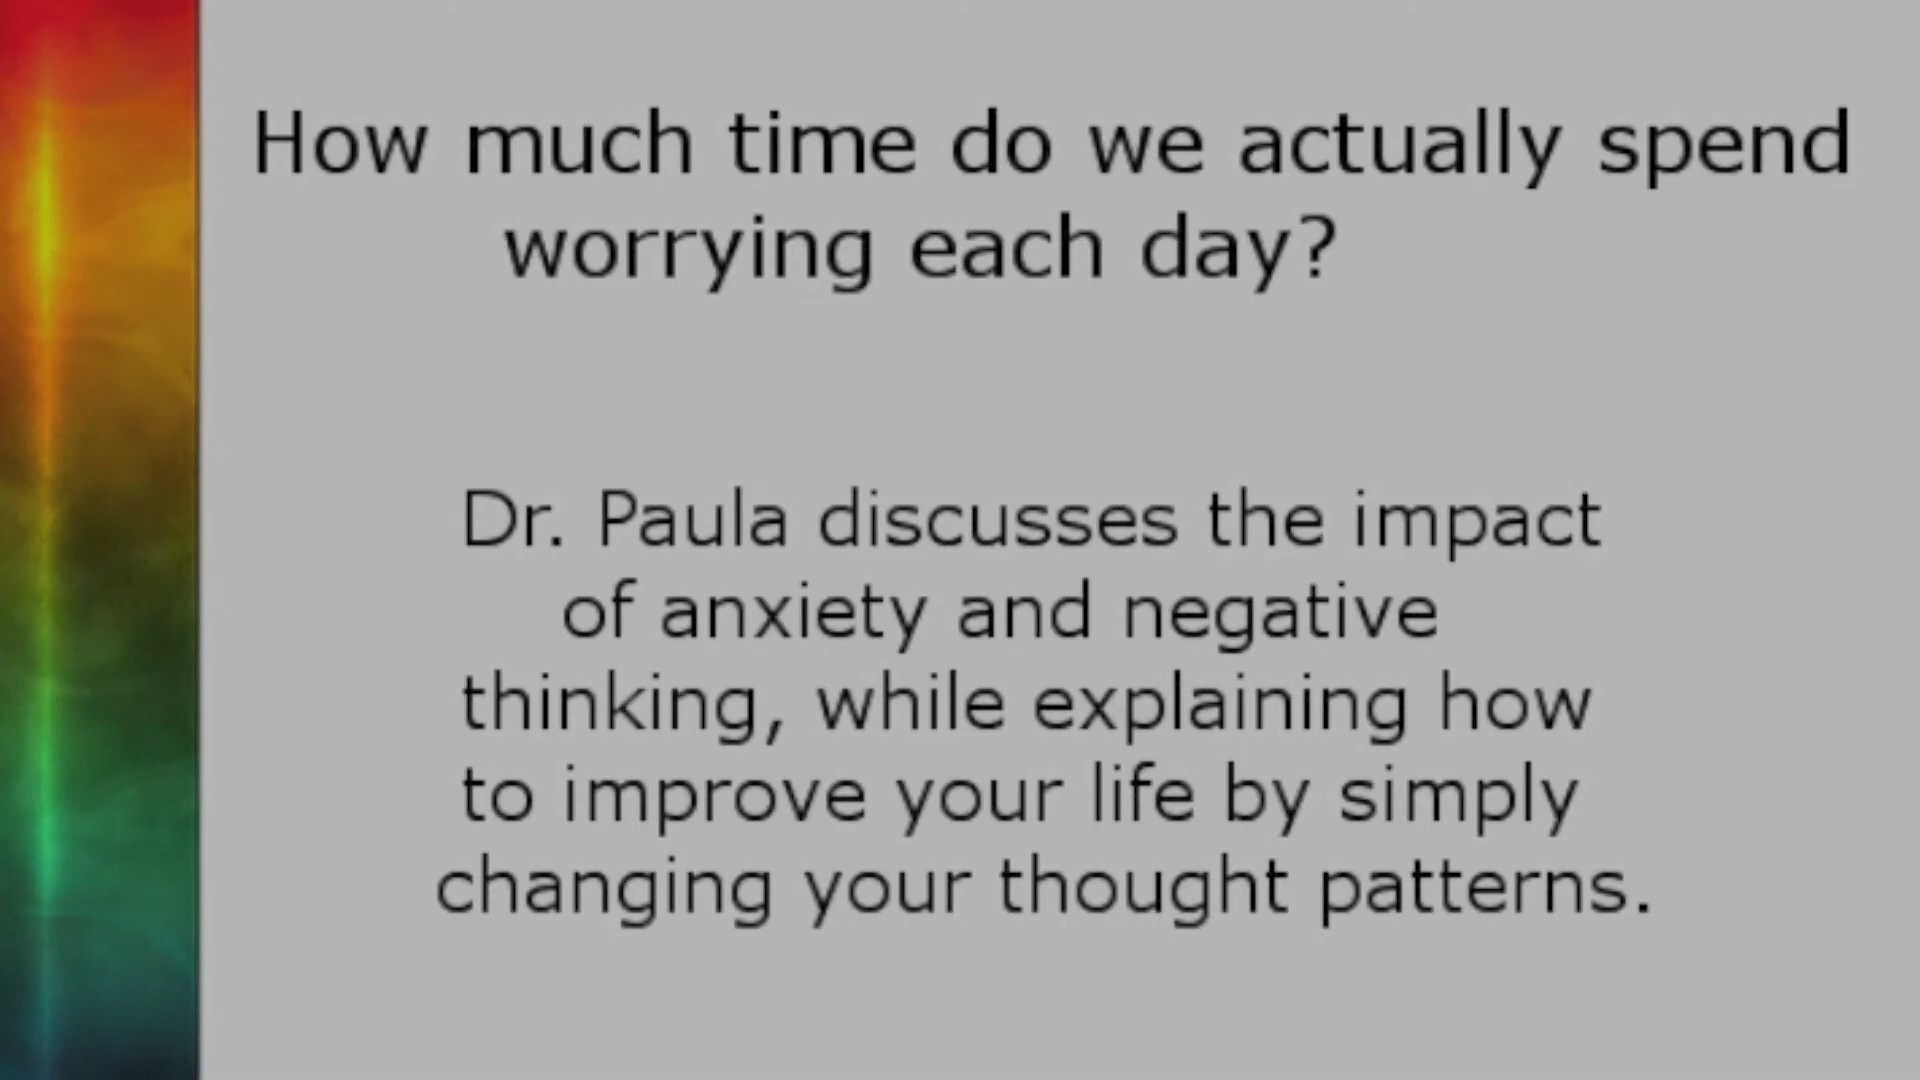 How much time do we actually spend
worrying each day?
Dr. Paula discusses the impact
of anxiety and negative
thinking, while explaining how
to improve your life by simply
changing your thought patterns.